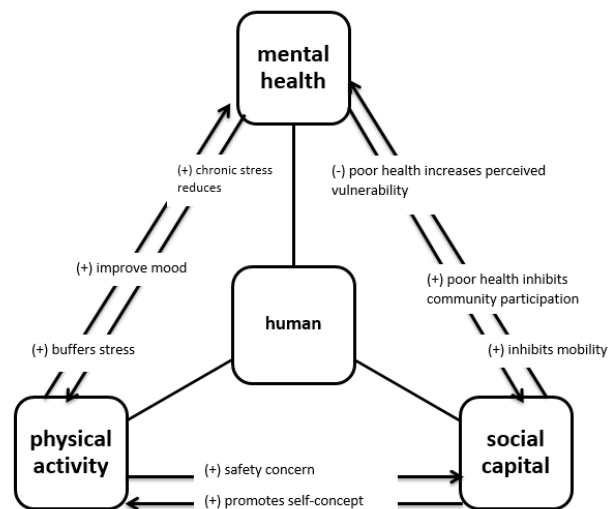 mental
health
(+) chronic stress
reduces
(-) poor health increases perceived
vulnerability
(+) improve mood
(+) poor health inhibits
community participation
human
(+) buffers stress
(+) inhibits mobility
physical
activity
social
capital
(+) safety concern
(+) promotes self-concept